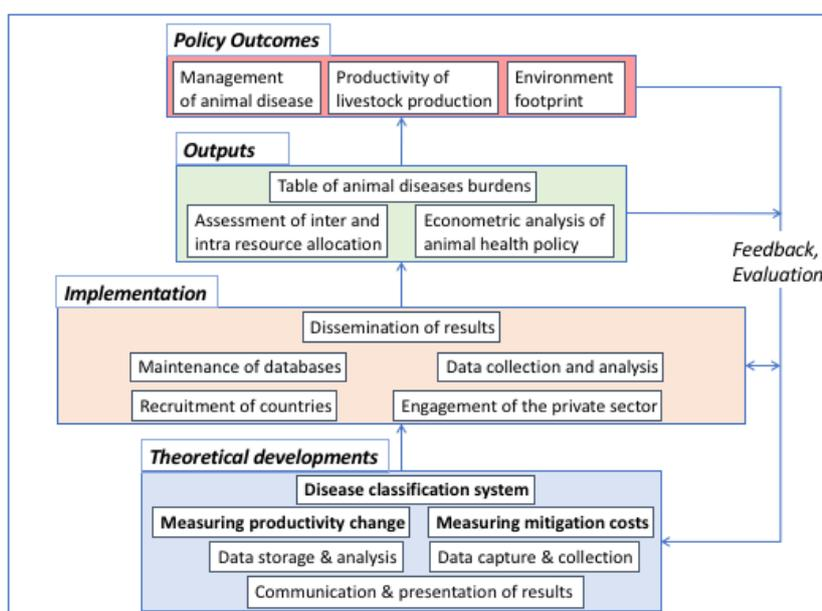 Policy Outcomes
Management
of animal disease
Productivity of
livestock production
Environment
footprint
Outputs
Table of animal diseases burdens
Assessment of inter and
intra resource allocation
Econometric analysis of
animal health policy
Feedback,
Evaluation
Implementation
Dissemination of results
Maintenance of databases
Data collection and analysis
Recruitment of countries
Engagement of the private sector
Theoretical developments
Disease classification system
Measuring productivity change
Measuring mitigation costs
Data storage & analysis
Data capture & collection
Communication & presentation of results